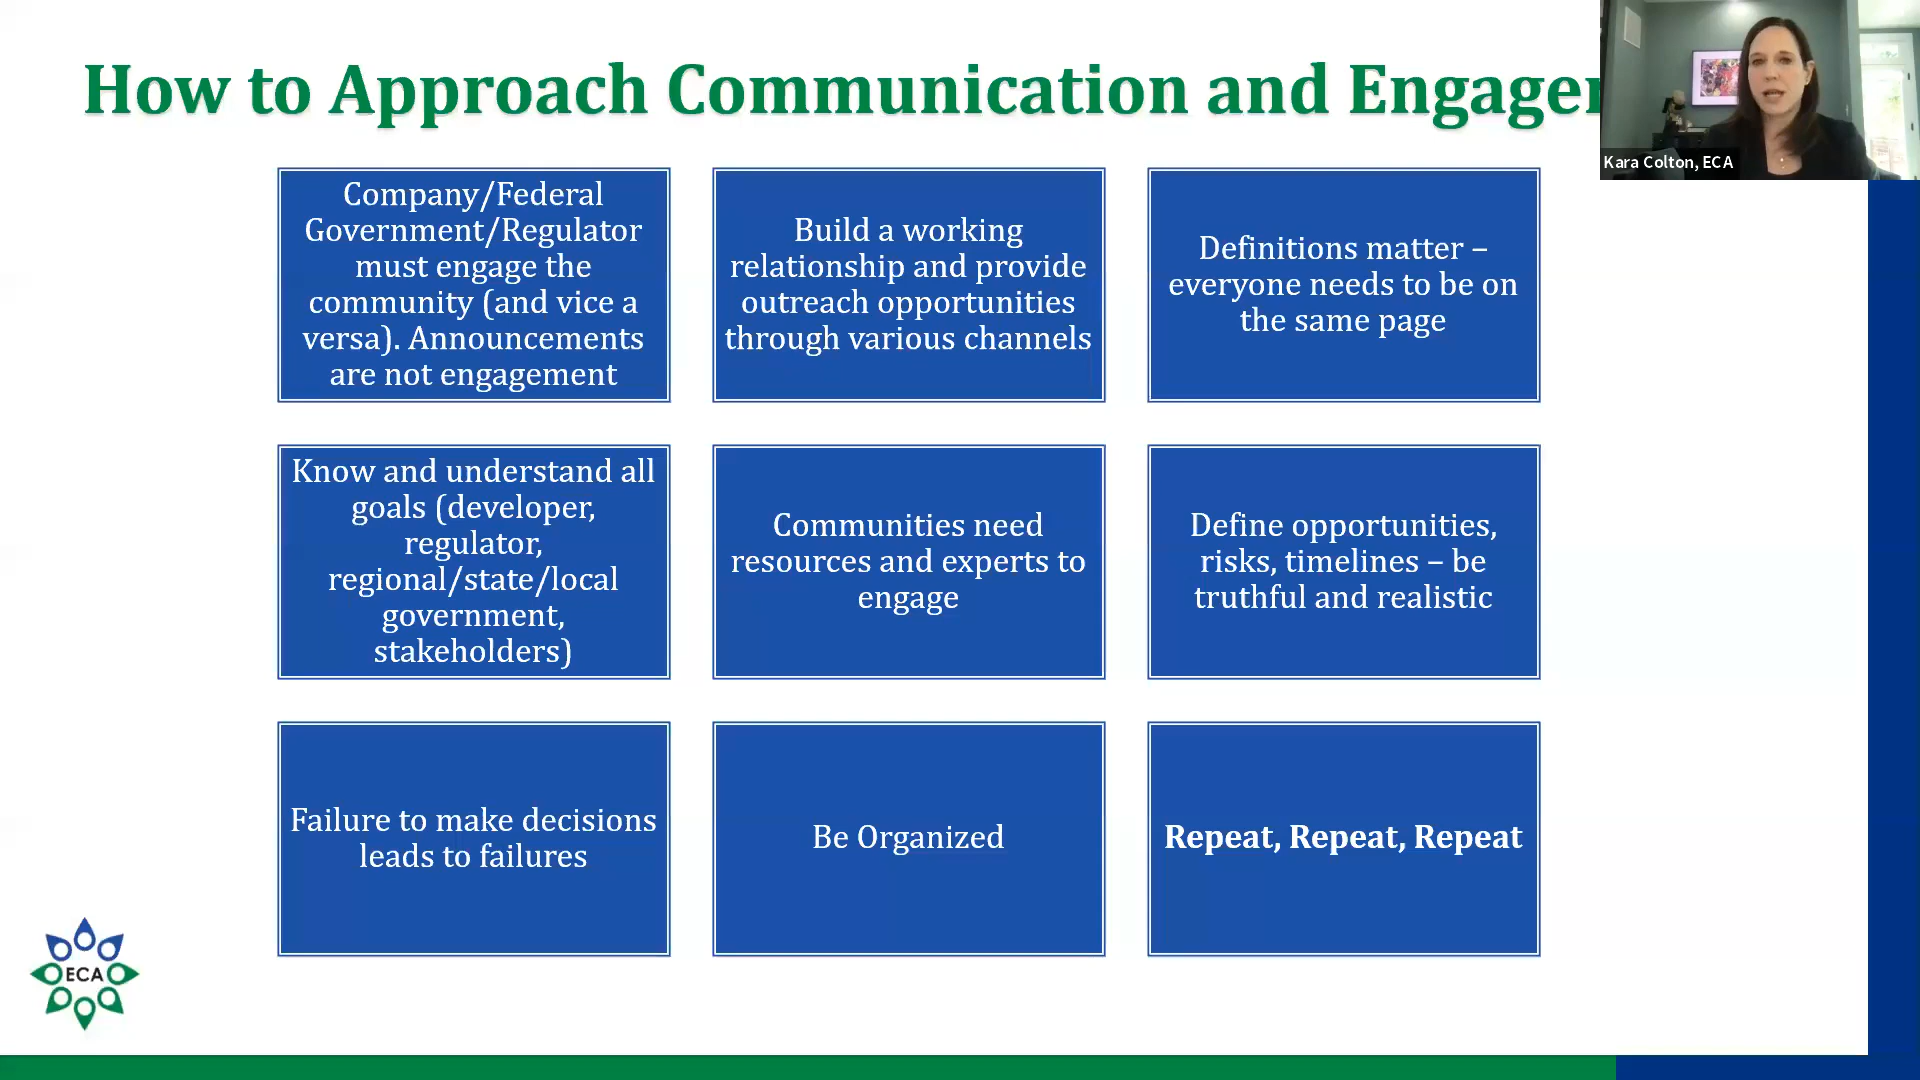 How to Approach Communication and Engage
Kara Colton, ECA
Company/Federal
Government/Regulator
must engage the
community (and vice a
versa). Announcements
are not engagement
Build a working
relationship and provide
outreach opportunities
through various channels
Definitions matter –
everyone needs to be on
the same page
Know and understand all
goals (developer,
regulator,
regional/state/local
government,
stakeholders)
Communities need
resources and experts to
engage
Define opportunities,
risks, timelines – be
truthful and realistic
Failure to make decisions
leads to failures
Be Organized
Repeat, Repeat, Repeat
ECA